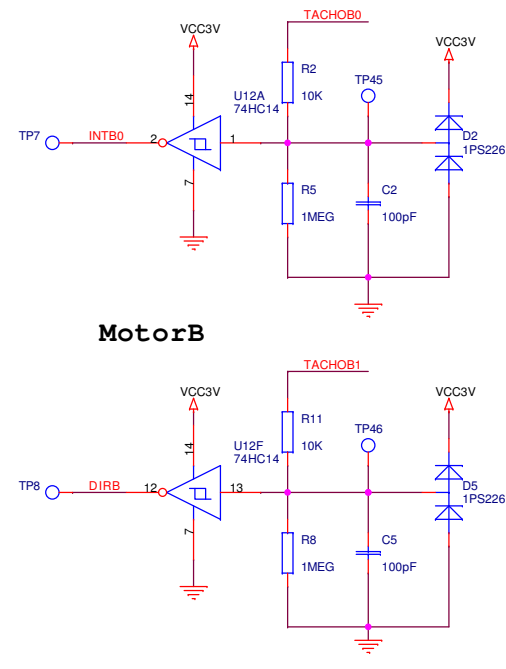 TACHOB0
VCC3V
VCC3V
R2
10K
TP45
U12A
74HC14
14
TP7
INTB0
2
1
D2
1PS226
7
R5
1MEG
C2
100pF
MotorB
TACHOB1
VCC3V
VCC3V
R11
10K
TP46
U12F
74HC14
14
TP8
DIRB
12
13
D5
1PS226
7
R8
1MEG
C5
100pF